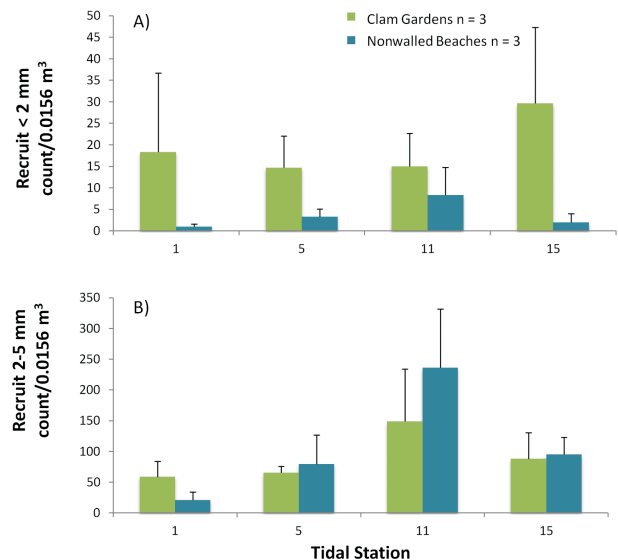 A)
Clam Gardens n = 3
Nonwalled Beaches n = 3
Recruit < 2 mm
count/0.0156 m³
50
45
40
35
30
25
20
15
10
5
0
1 5 11 15
B)
Recruit 2-5 mm
count/0.0156 m³
350
300
250
200
150
100
50
0
1 5 11 15
Tidal Station